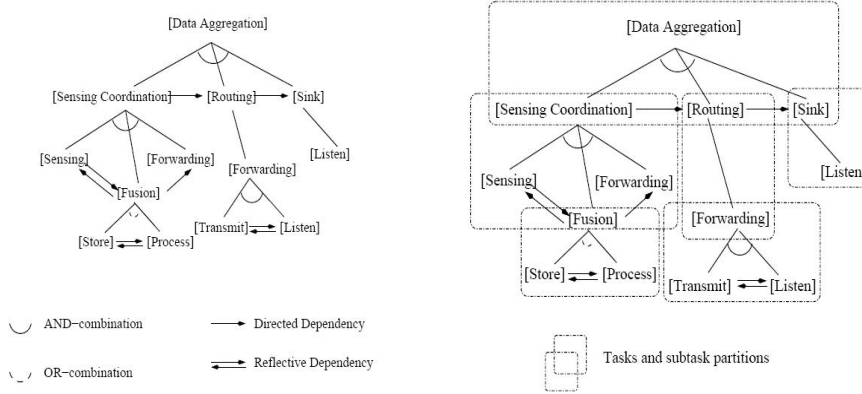 [Data Aggregation]
[Sensing Coordination] [Routing] [Sink]
[Sensing] [Forwarding] [Listen]
[Forwarding]
[Fusion]
[Transmit] [Listen]
[Store] [Process]
AND−combination
Directed Dependency
OR−combination
Reflective Dependency
[Data Aggregation]
[Sensing Coordination] [Routing] [Sink]
[Listen
[Sensing] [Forwarding]
[Fusion] [Forwarding]
[Store] [Process] [Transmit] [Listen]
Tasks and subtask partitions